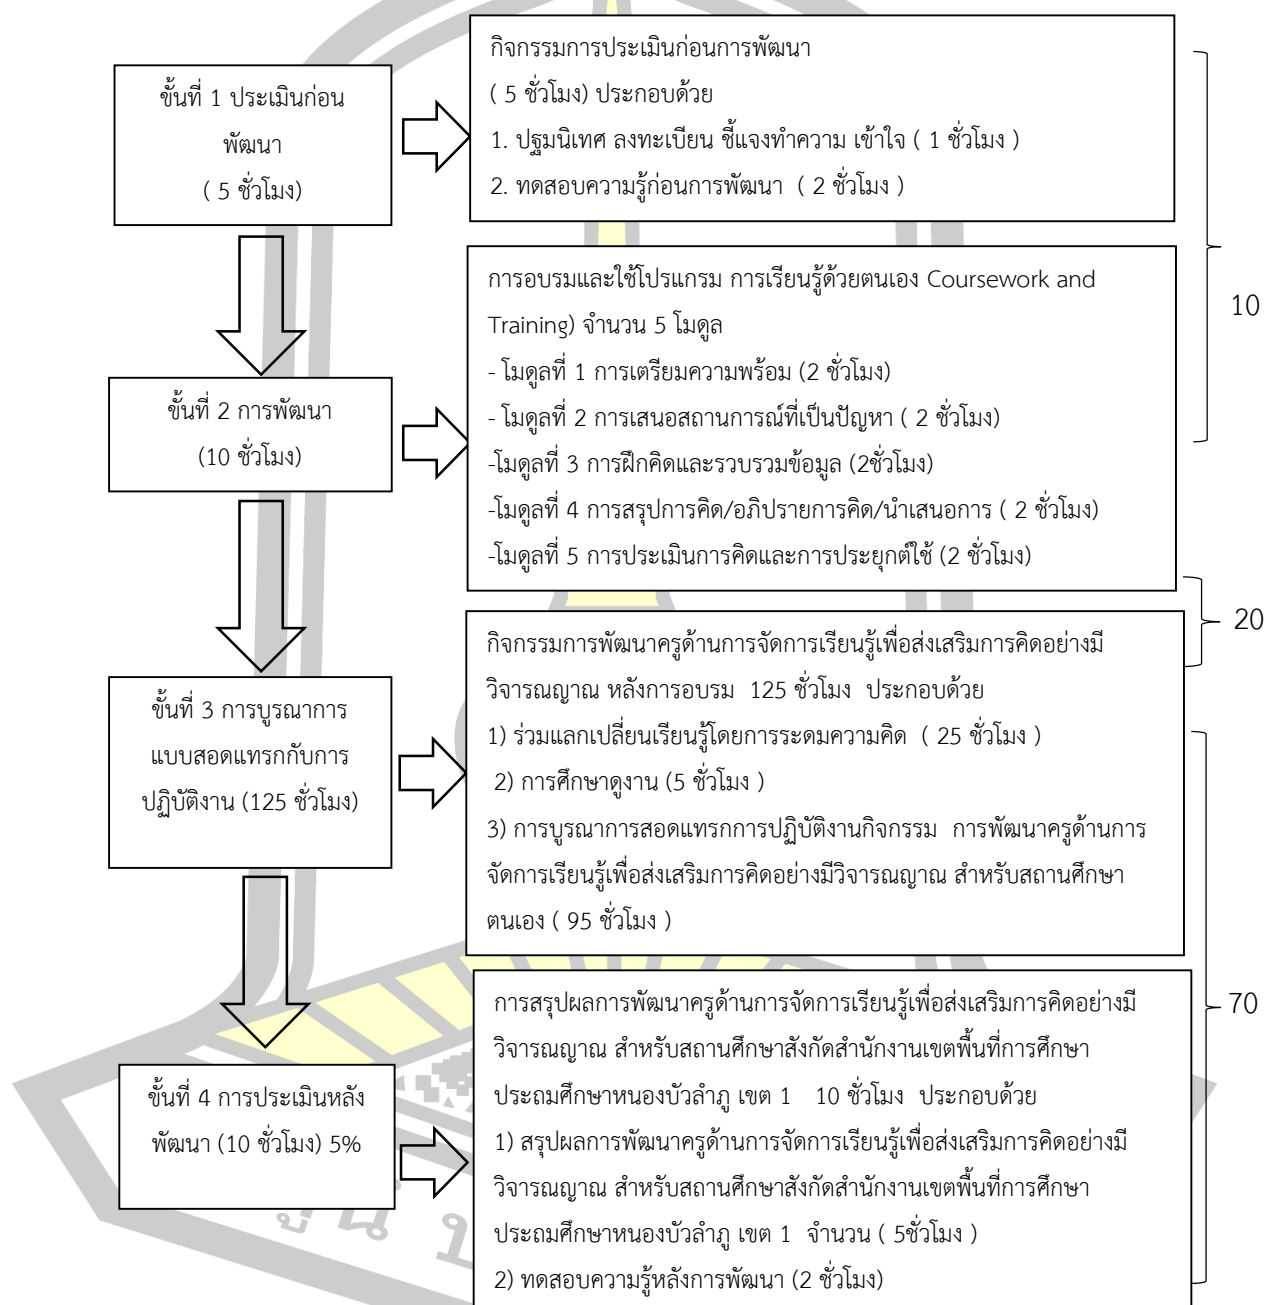 ขั้นที่ 1 ประเมินก่อน
พัฒนา
( 5 ชั่วโมง)
กิจกรรมการประเมินก่อนการพัฒนา
( 5 ชั่วโมง) ประกอบด้วย
1. ปฐมนิเทศ ลงทะเบียน ชี้แจงทำความ เข้าใจ ( 1 ชั่วโมง )
2. ทดสอบความรู้ก่อนการพัฒนา ( 2 ชั่วโมง )
10
ขั้นที่ 2 การพัฒนา
(10 ชั่วโมง)
การอบรมและใช้โปรแกรม การเรียนรู้ด้วยตนเอง Coursework and
Training) จำนวน 5 โมดูล
- โมดูลที่ 1 การเตรียมความพร้อม (2 ชั่วโมง)
- โมดูลที่ 2 การเสนอสถานการณ์ที่เป็นปัญหา ( 2 ชั่วโมง)
-โมดูลที่ 3 การฝึกคิดและรวบรวมข้อมูล (2ชั่วโมง)
-โมดูลที่ 4 การสรุปการคิด/อภิปรายการคิด/นำเสนอการ ( 2 ชั่วโมง)
-โมดูลที่ 5 การประเมินการคิดและการประยุกต์ใช้ (2 ชั่วโมง)
20
ขั้นที่ 3 การบูรณาการ
แบบสอดแทรกกับการ
ปฏิบัติงาน (125 ชั่วโมง)
กิจกรรมการพัฒนาครูด้านการจัดการเรียนรู้เพื่อส่งเสริมการคิดอย่างมี
วิจารณญาณ หลังการอบรม 125 ชั่วโมง ประกอบด้วย
1) ร่วมแลกเปลี่ยนเรียนรู้โดยการระดมความคิด ( 25 ชั่วโมง )
2) การศึกษาดูงาน (5 ชั่วโมง )
3) การบูรณาการสอดแทรกการปฏิบัติงานกิจกรรม การพัฒนาครูด้านการ
จัดการเรียนรู้เพื่อส่งเสริมการคิดอย่างมีวิจารณญาณ สำหรับสถานศึกษา
ตนเอง ( 95 ชั่วโมง )
70
ขั้นที่ 4 การประเมินหลัง
พัฒนา (10 ชั่วโมง) 5%
การสรุปผลการพัฒนาครูด้านการจัดการเรียนรู้เพื่อส่งเสริมการคิดอย่างมี
วิจารณญาณ สำหรับสถานศึกษาสังกัดสำนักงานเขตพื้นที่การศึกษา
ประถมศึกษาหนองบัวลำภู เขต 1 10 ชั่วโมง ประกอบด้วย
1) สรุปผลการพัฒนาครูด้านการจัดการเรียนรู้เพื่อส่งเสริมการคิดอย่างมี
วิจารณญาณ สำหรับสถานศึกษาสังกัดสำนักงานเขตพื้นที่การศึกษา
ประถมศึกษาหนองบัวลำภู เขต 1 จำนวน ( 5ชั่วโมง )
2) ทดสอบความรู้หลังการพัฒนา (2 ชั่วโมง)